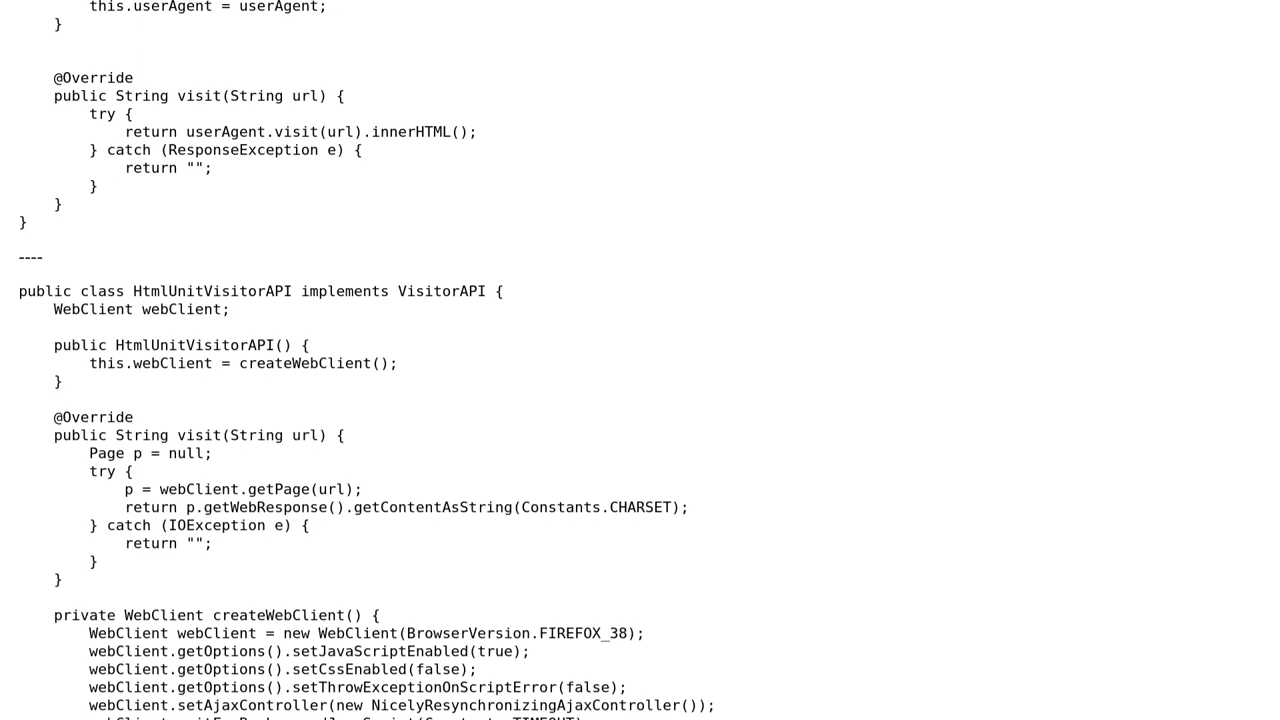 this.userAgent = userAgent;
    }

    @Override
    public String visit(String url) {
        try {
            return userAgent.visit(url).innerHTML();
        } catch (ResponseException e) {
            return "";
        }
    }
}

----

public class HtmlUnitVisitorAPI implements VisitorAPI {
    WebClient webClient;

    public HtmlUnitVisitorAPI() {
        this.webClient = createWebClient();
    }

    @Override
    public String visit(String url) {
        Page p = null;
        try {
            p = webClient.getPage(url);
            return p.getWebResponse().getContentAsString(Constants.CHARSET);
        } catch (IOException e) {
            return "";
        }
    }

    private WebClient createWebClient() {
        WebClient webClient = new WebClient(BrowserVersion.FIREFOX_38);
        webClient.getOptions().setJavaScriptEnabled(true);
        webClient.getOptions().setCssEnabled(false);
        webClient.getOptions().setThrowExceptionOnScriptError(false);
        webClient.setAjaxController(new NicelyResynchronizingAjaxController());